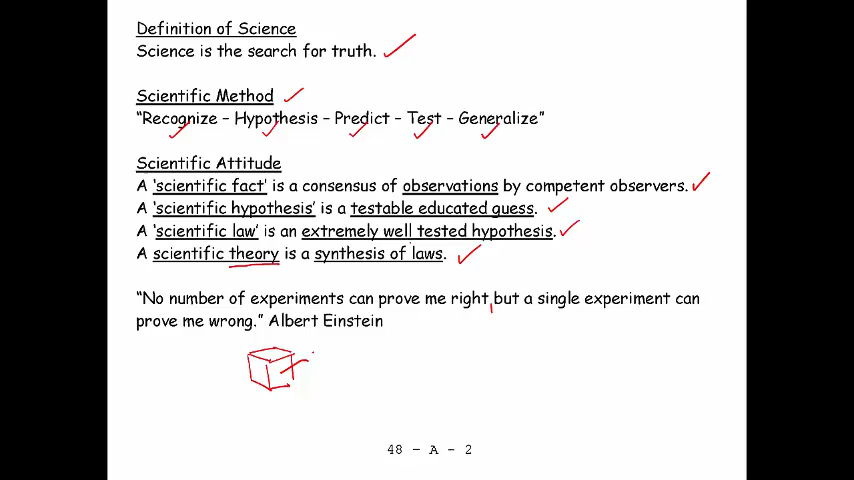 Definition of Science
Science is the search for truth.
Scientific Method
“Recognize – Hypothesis – Predict – Test – Generalize”
Scientific Attitude
A ‘scientific fact’ is a consensus of observations by competent observers.
A ‘scientific hypothesis’ is a testable educated guess.
A ‘scientific law’ is an extremely well tested hypothesis.
A scientific theory is a synthesis of laws.
“No number of experiments can prove me right but a single experiment can
prove me wrong.” Albert Einstein
48 – A – 2